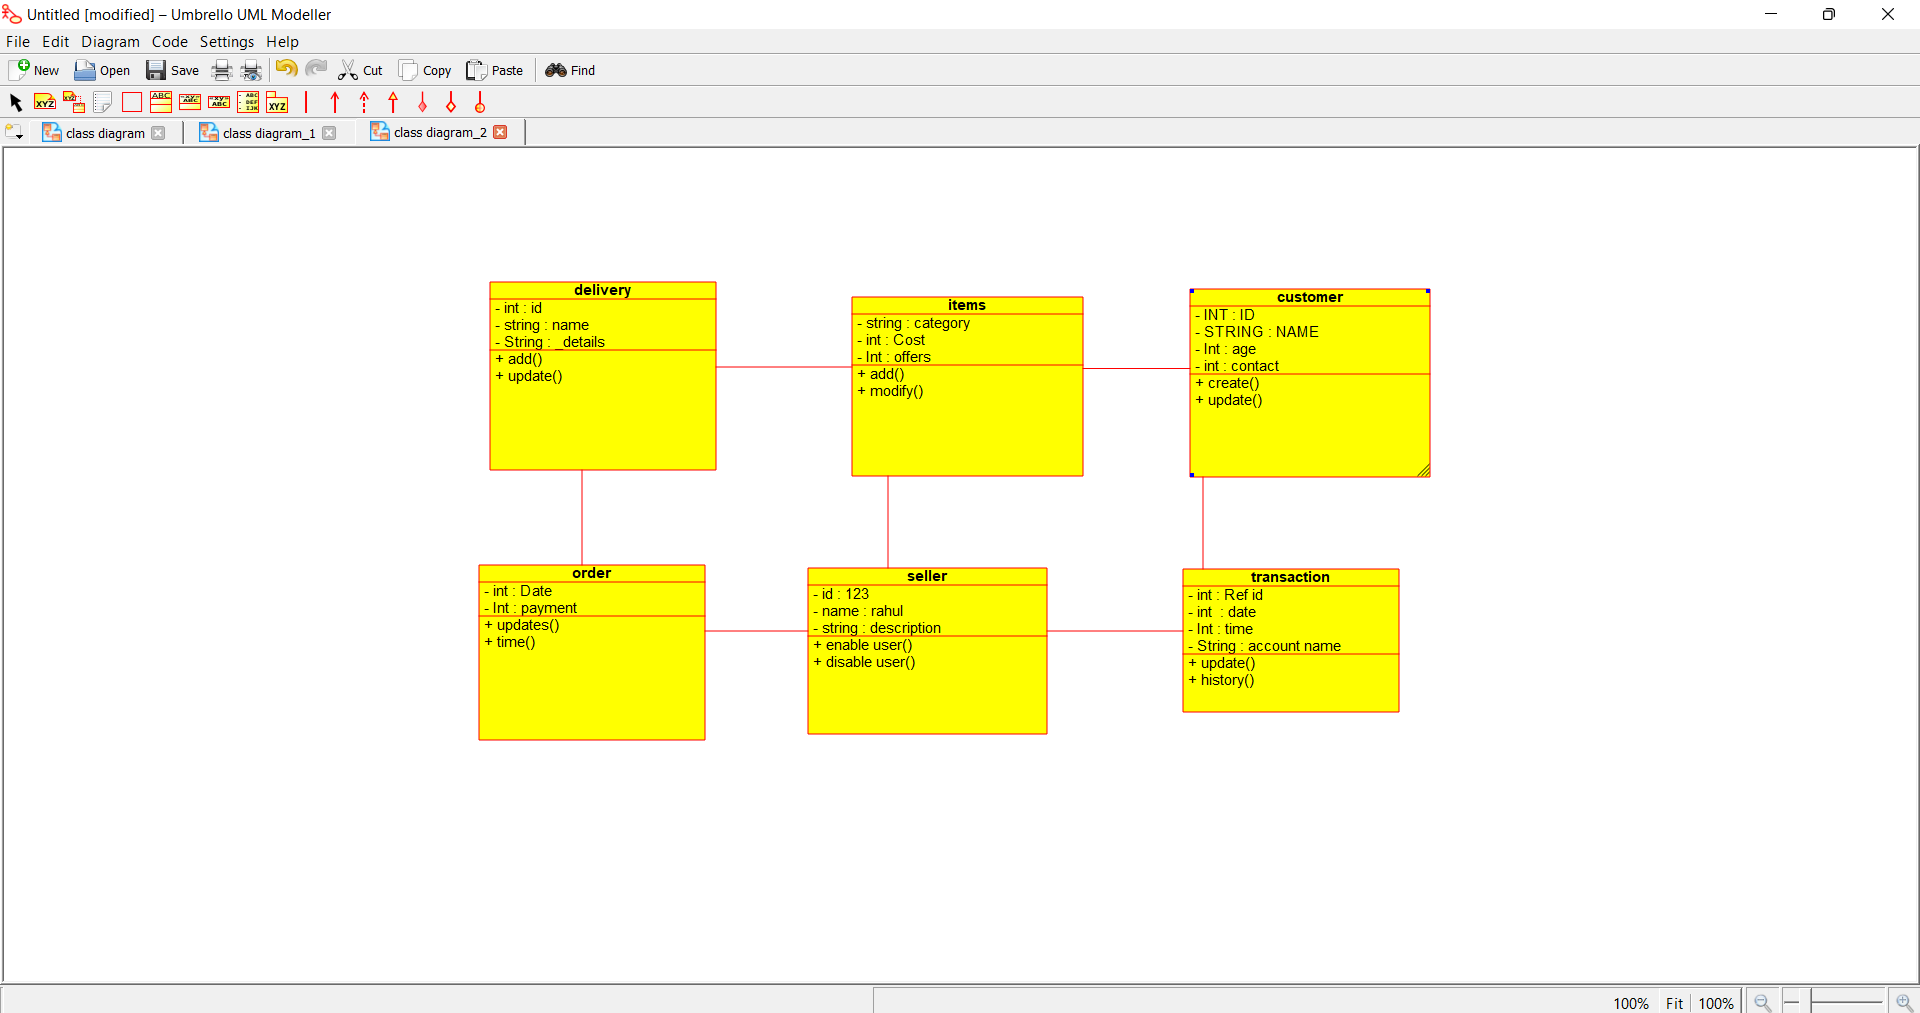 Untitled [modified] – Umbrello UML Modeller
File Edit Diagram Code Settings Help
New Open Save Cut Copy Paste Find
class diagram class diagram_1 class diagram_2
delivery
- int : id
- string : name
- String : _details
+ add()
+ update()
items
- string : category
- int : Cost
- Int : offers
+ add()
+ modify()
customer
- INT : ID
- STRING : NAME
- Int : age
- int : contact
+ create()
+ update()
order
- int : Date
- Int : payment
+ updates()
+ time()
seller
- id : 123
- name : rahul
- string : description
+ enable user()
+ disable user()
transaction
- int : Ref id
- int  : date
- Int : time
- String : account name
+ update()
+ history()
100% Fit 100%